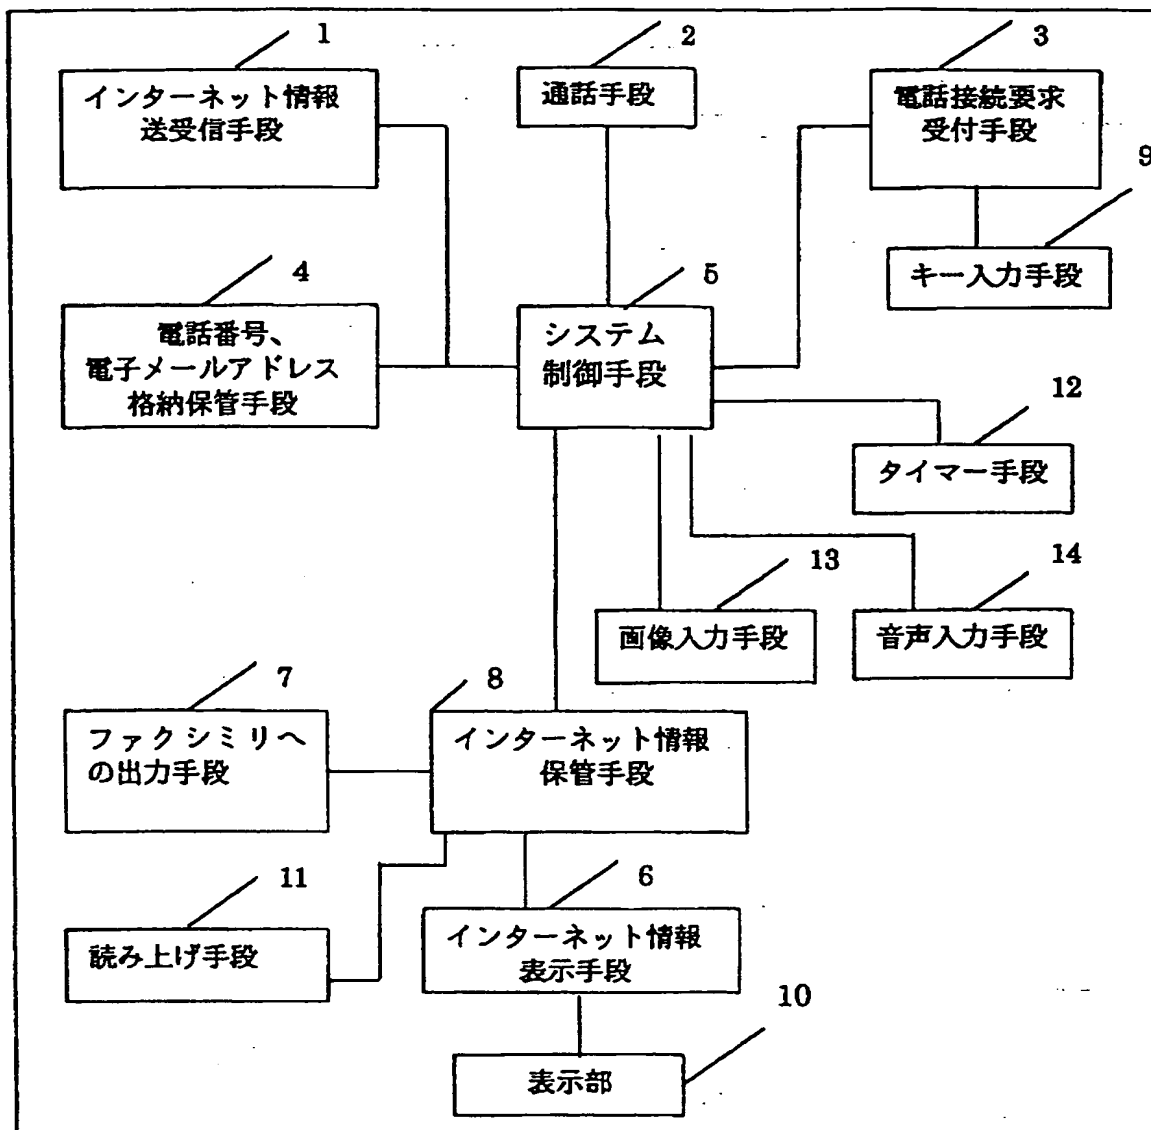 1
インターネット情報
送受信手段
2
通話手段
3
電話接続要求
受付手段
9
キー入力手段
4
電話番号、
電子メールアドレス
格納保管手段
5
システム
制御手段
12
タイマー手段
13
画像入力手段
14
音声入力手段
7
ファクシミリへ
の出力手段
8
インターネット情報
保管手段
11
読み上げ手段
6
インターネット情報
表示手段
10
表示部